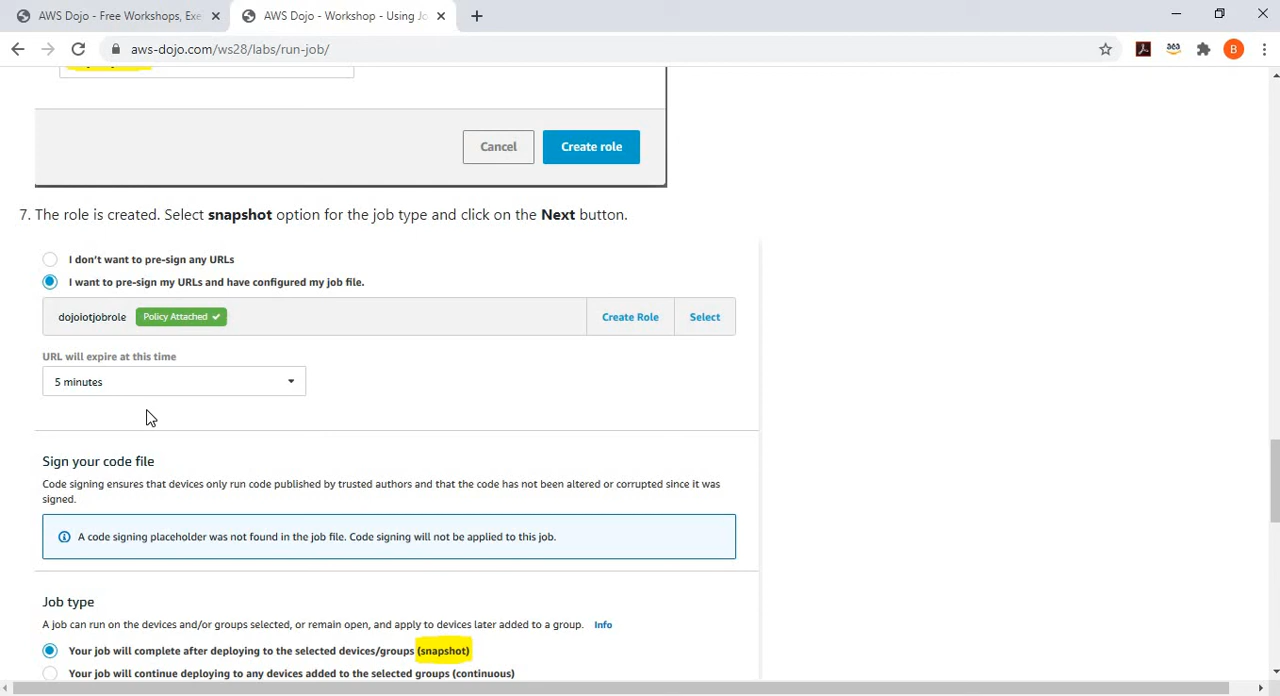 AWS Dojo - Free Workshops, Exe
AWS Dojo - Workshop - Using Jo
aws-dojo.com/ws28/labs/run-job/
B
Cancel
Create role
7. The role is created. Select snapshot option for the job type and click on the Next button.
I don't want to pre-sign any URLs
I want to pre-sign my URLs and have configured my job file.
dojoiotjobrole
Policy Attached
Create Role
Select
URL will expire at this time
5 minutes
Sign your code file
Code signing ensures that devices only run code published by trusted authors and that the code has not been altered or corrupted since it was
signed.
A code signing placeholder was not found in the job file. Code signing will not be applied to this job.
Job type
A job can run on the devices and/or groups selected, or remain open, and apply to devices later added to a group. Info
Your job will complete after deploying to the selected devices/groups (snapshot)
Your job will continue deploying to any devices added to the selected groups (continuous)